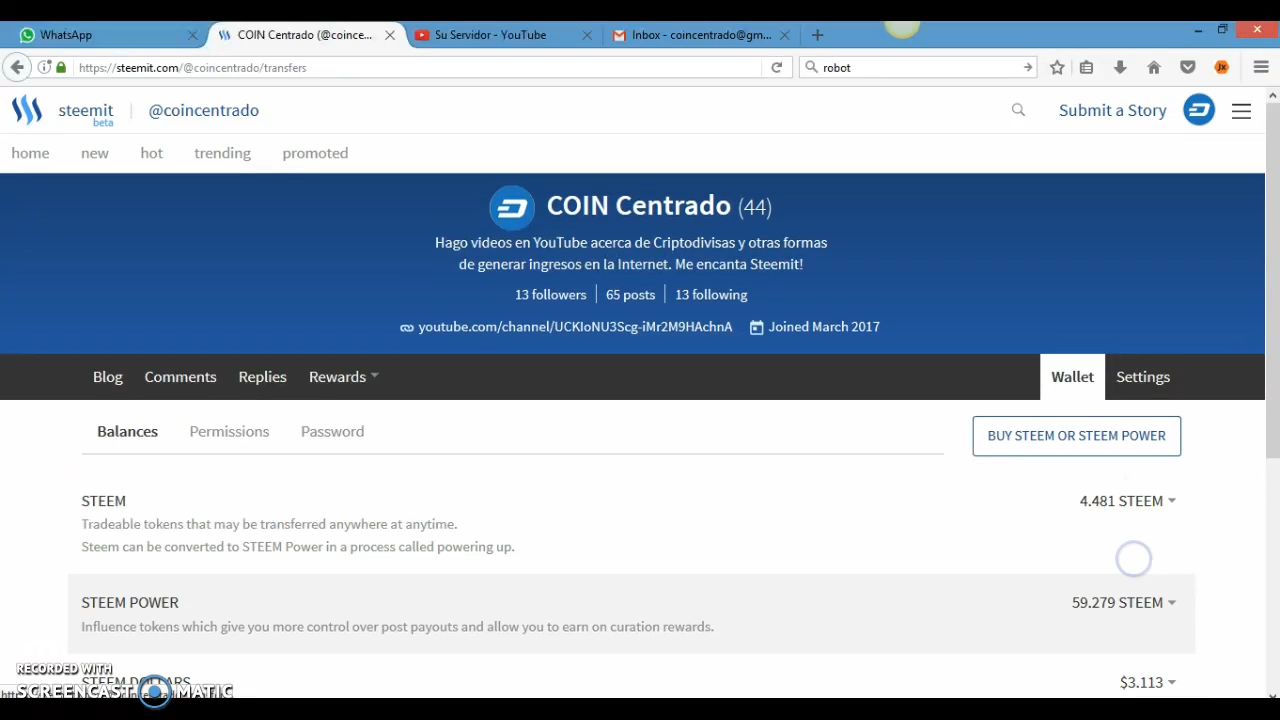 WhatsApp
COIN Centrado (@coince...
Su Servidor - YouTube
Inbox - coincentrado@gm...
https://steemit.com/@coincentrado/transfers
robot
steemit
beta
@coincentrado
Submit a Story
home
new
hot
trending
promoted
COIN Centrado (44)
Hago videos en YouTube acerca de Criptodivisas y otras formas
de generar ingresos en la Internet. Me encanta Steemit!
13 followers
65 posts
13 following
youtube.com/channel/UCKIoNU3Scg-iMr2M9HAchnA
Joined March 2017
Blog
Comments
Replies
Rewards
Wallet
Settings
Balances
Permissions
Password
BUY STEEM OR STEEM POWER
STEEM
4.481 STEEM
Tradeable tokens that may be transferred anywhere at anytime.
Steem can be converted to STEEM Power in a process called powering up.
STEEM POWER
59.279 STEEM
Influence tokens which give you more control over post payouts and allow you to earn on curation rewards.
RECORDED WITH
STEEM DOLLARS
$3.113
SCREENCAST MATIC